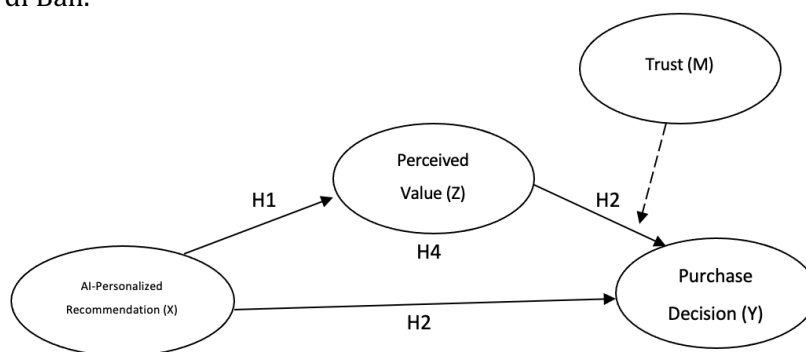 di Bali.
Trust (M)
Perceived
Value (Z)
H1
H2
H4
AI-Personalized
Recommendation (X)
Purchase
Decision (Y)
H2